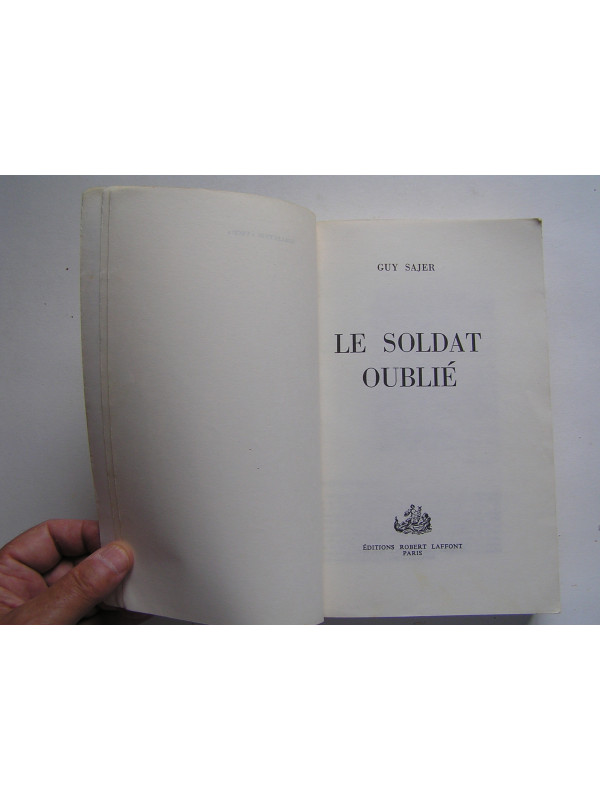 GUY SAJER
LE SOLDAT
OUBLIÉ
ÉDITIONS ROBERT LAFFONT
PARIS